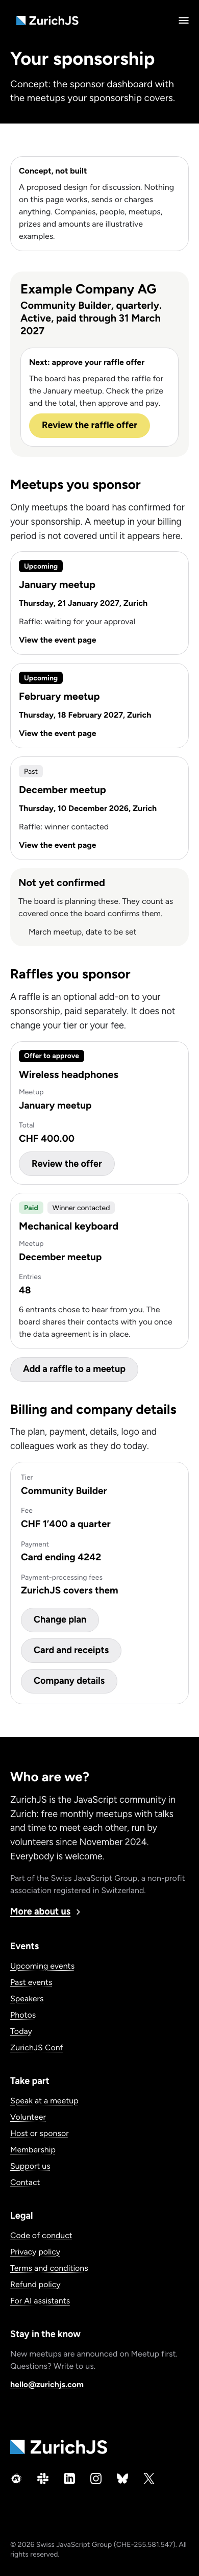 ZurichJS
Your sponsorship
Concept: the sponsor dashboard with
the meetups your sponsorship covers.
Concept, not built
A proposed design for discussion. Nothing
on this page works, sends or charges
anything. Companies, people, meetups,
prizes and amounts are illustrative
examples.
Example Company AG
Community Builder, quarterly.
Active, paid through 31 March
2027
Next: approve your raffle offer
The board has prepared the raffle for
the January meetup. Check the prize
and the total, then approve and pay.
Review the raffle offer
Meetups you sponsor
Only meetups the board has confirmed for
your sponsorship. A meetup in your billing
period is not covered until it appears here.
Upcoming
January meetup
Thursday, 21 January 2027, Zurich
Raffle: waiting for your approval
View the event page
Upcoming
February meetup
Thursday, 18 February 2027, Zurich
View the event page
Past
December meetup
Thursday, 10 December 2026, Zurich
Raffle: winner contacted
View the event page
Not yet confirmed
The board is planning these. They count as
covered once the board confirms them.
March meetup, date to be set
Raffles you sponsor
A raffle is an optional add-on to your
sponsorship, paid separately. It does not
change your tier or your fee.
Offer to approve
Wireless headphones
Meetup
January meetup
Total
CHF 400.00
Review the offer
Paid Winner contacted
Mechanical keyboard
Meetup
December meetup
Entries
48
6 entrants chose to hear from you. The
board shares their contacts with you once
the data agreement is in place.
Add a raffle to a meetup
Billing and company details
The plan, payment, details, logo and
colleagues work as they do today.
Tier
Community Builder
Fee
CHF 1'400 a quarter
Payment
Card ending 4242
Payment-processing fees
ZurichJS covers them
Change plan
Card and receipts
Company details
Who are we?
ZurichJS is the JavaScript community in
Zurich: free monthly meetups with talks
and time to meet each other, run by
volunteers since November 2024.
Everybody is welcome.
Part of the Swiss JavaScript Group, a non-profit
association registered in Switzerland.
More about us
Events
Upcoming events
Past events
Speakers
Photos
Today
ZurichJS Conf
Take part
Speak at a meetup
Volunteer
Host or sponsor
Membership
Support us
Contact
Legal
Code of conduct
Privacy policy
Terms and conditions
Refund policy
For AI assistants
Stay in the know
New meetups are announced on Meetup first.
Questions? Write to us.
hello@zurichjs.com
ZurichJS
© 2026 Swiss JavaScript Group (CHE-255.581.547). All
rights reserved.